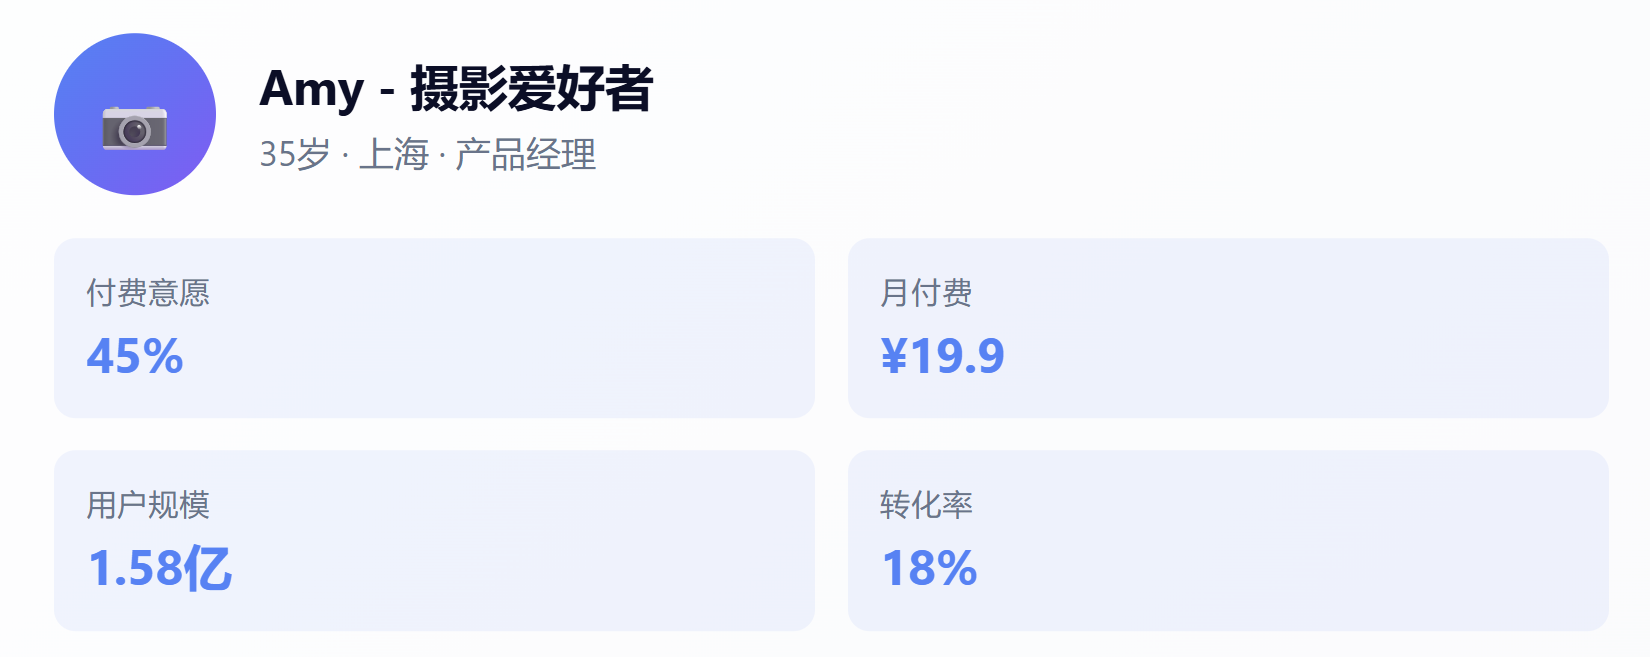 Amy - 摄影爱好者
35岁 · 上海 · 产品经理
付费意愿
45%
月付费
¥19.9
用户规模
1.58亿
转化率
18%